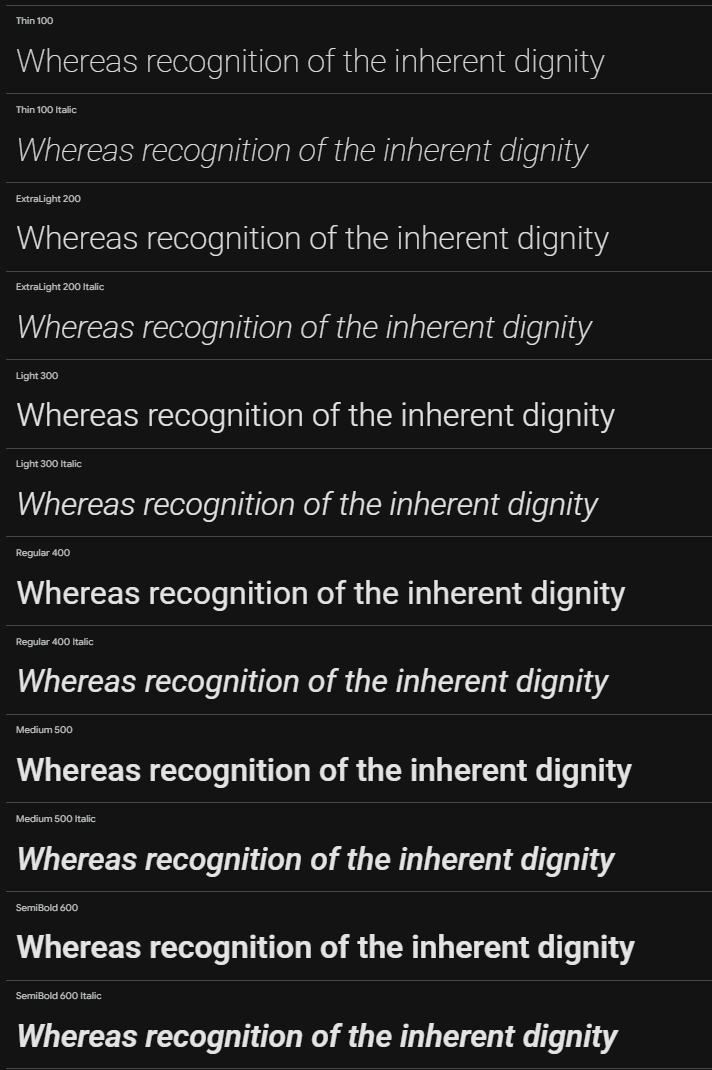 Thin 100
Whereas recognition of the inherent dignity
Thin 100 Italic
Whereas recognition of the inherent dignity
ExtraLight 200
Whereas recognition of the inherent dignity
ExtraLight 200 Italic
Whereas recognition of the inherent dignity
Light 300
Whereas recognition of the inherent dignity
Light 300 Italic
Whereas recognition of the inherent dignity
Regular 400
Whereas recognition of the inherent dignity
Regular 400 Italic
Whereas recognition of the inherent dignity
Medium 500
Whereas recognition of the inherent dignity
Medium 500 Italic
Whereas recognition of the inherent dignity
SemiBold 600
Whereas recognition of the inherent dignity
SemiBold 600 Italic
Whereas recognition of the inherent dignity